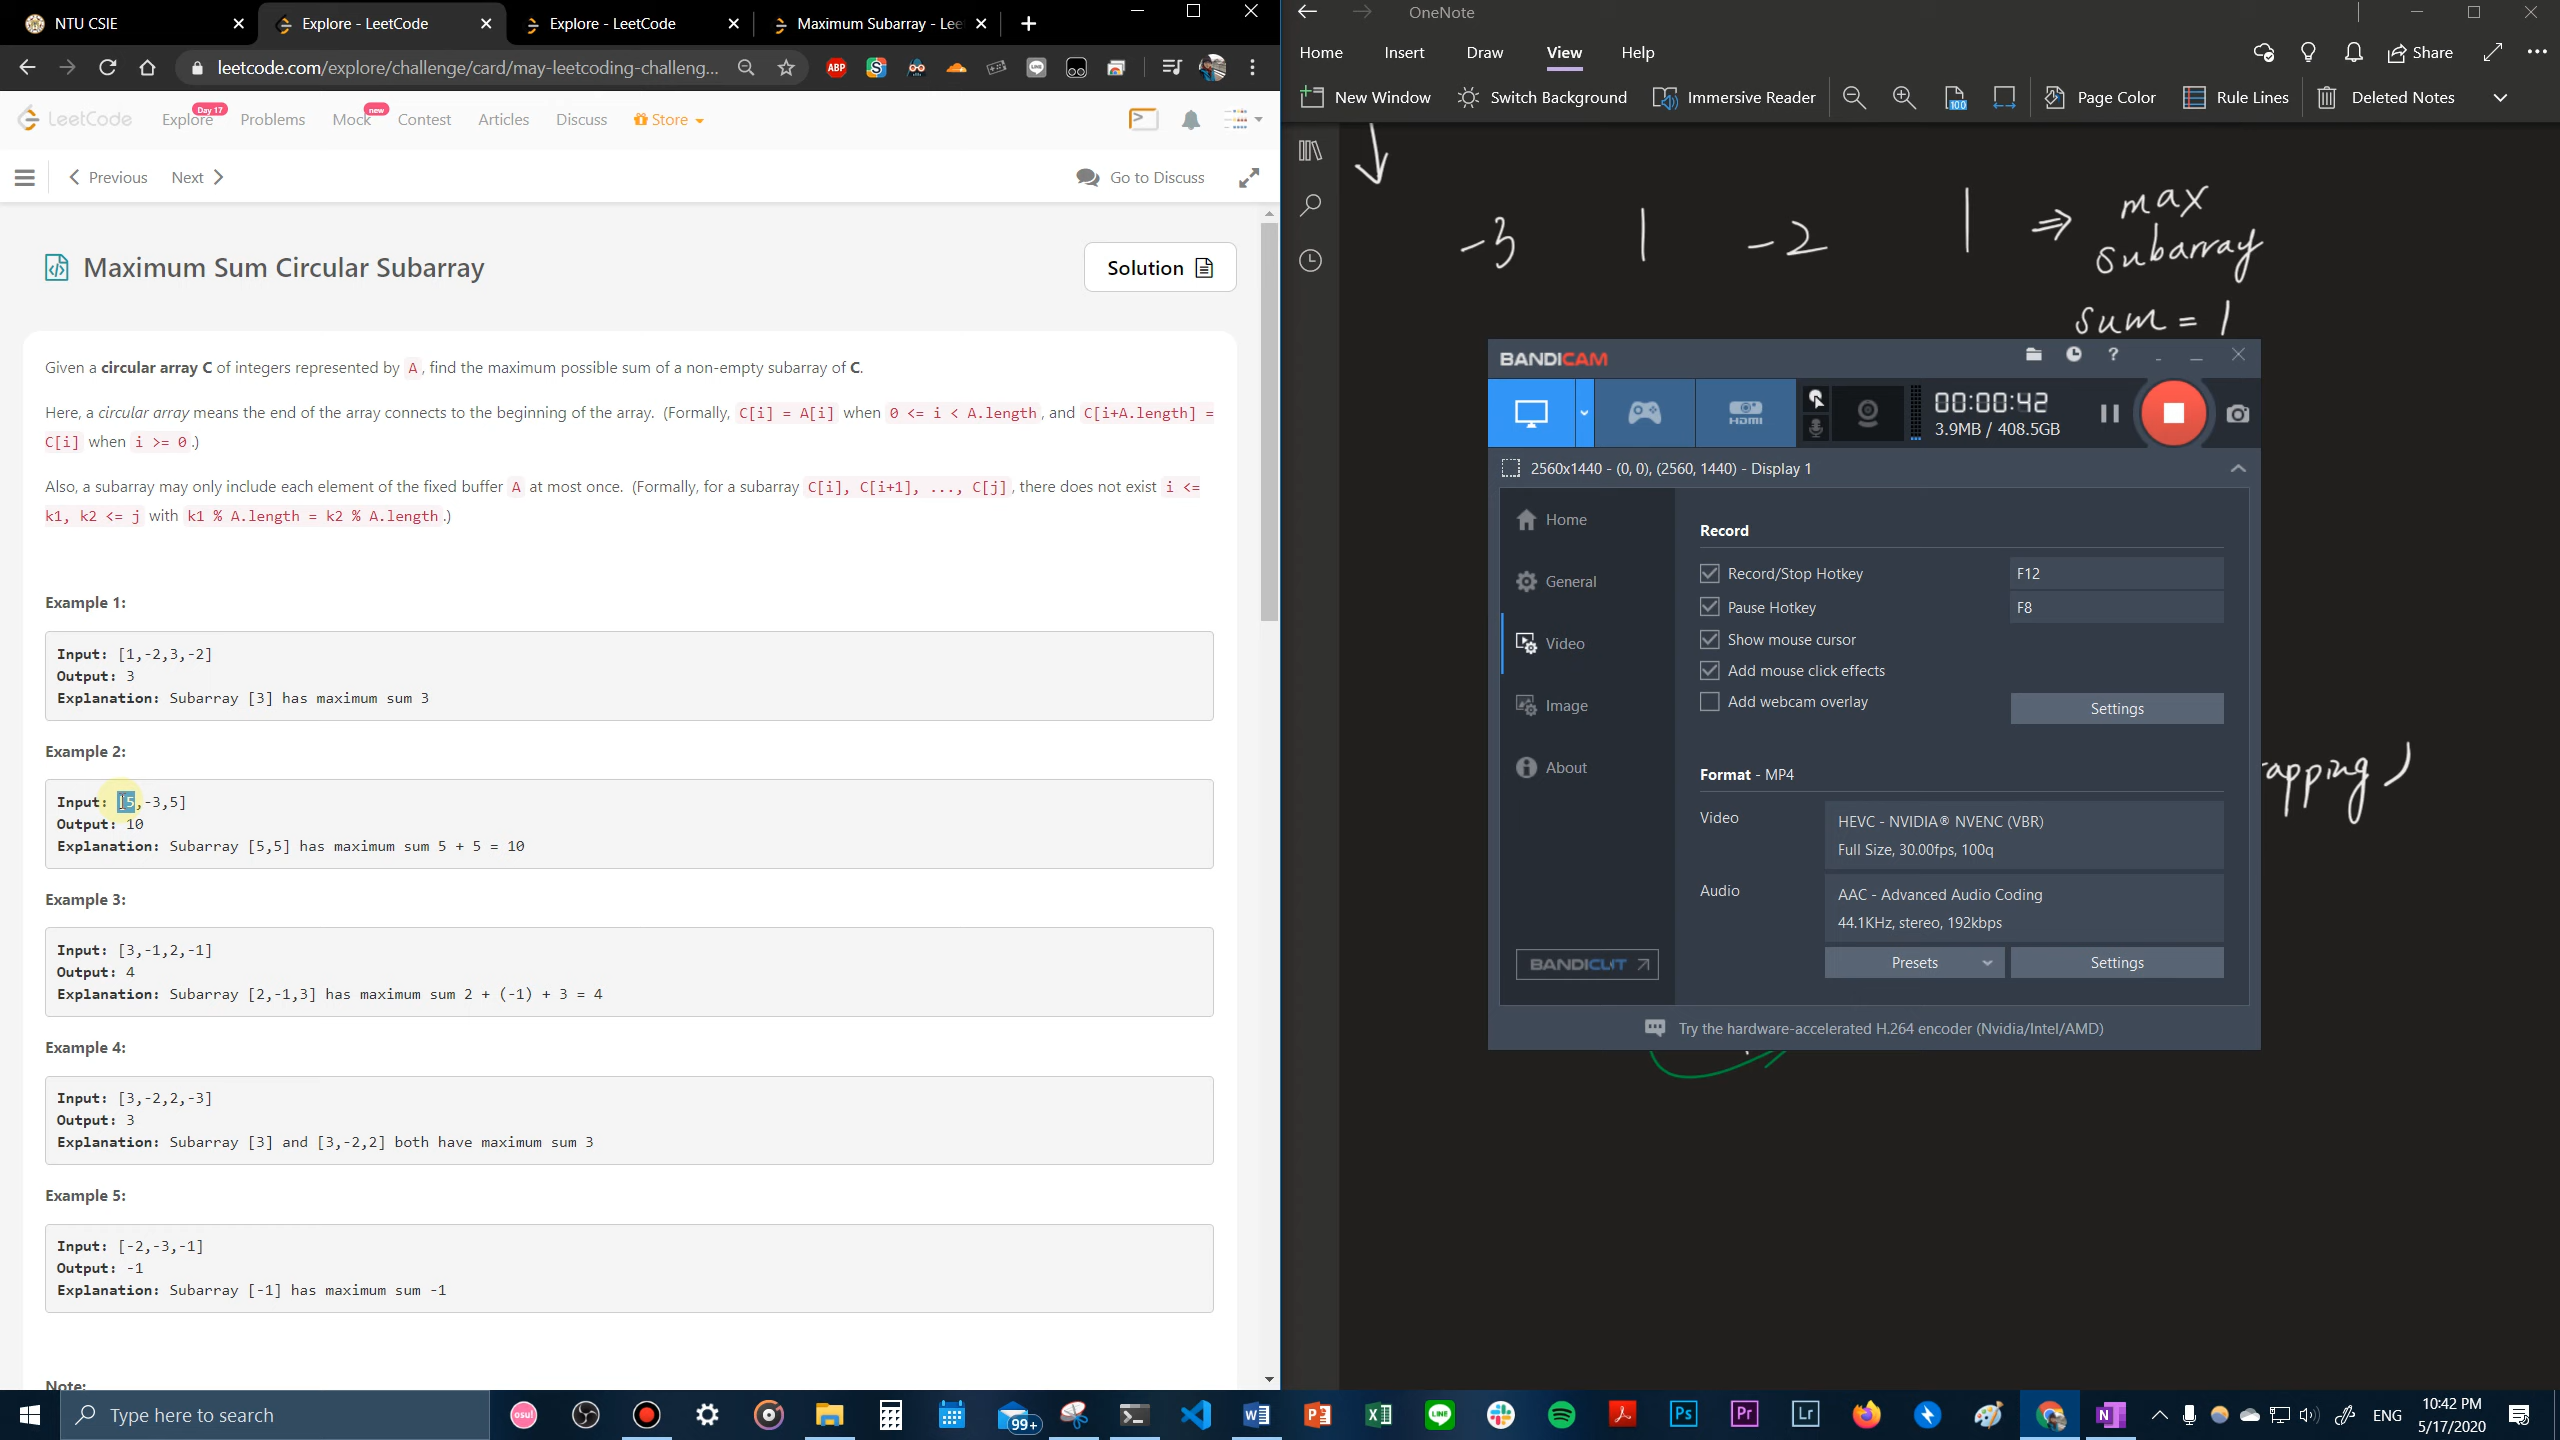 NTU CSIE
Explore - LeetCode
Explore - LeetCode
Maximum Subarray - Lee
leetcode.com/explore/challenge/card/may-leetcoding-challeng...
LeetCode
Explore
Day 17
Problems
Mock
new
Contest
Articles
Discuss
Store
Previous
Next
Go to Discuss
Maximum Sum Circular Subarray
Solution
Given a circular array C of integers represented by A, find the maximum possible sum of a non-empty subarray of C.
Here, a circular array means the end of the array connects to the beginning of the array. (Formally, C[i] = A[i] when 0 <= i < A.length, and C[i+A.length] =
C[i] when i >= 0.)
Also, a subarray may only include each element of the fixed buffer A at most once. (Formally, for a subarray C[i], C[i+1], ..., C[j], there does not exist i <=
k1, k2 <= j with k1 % A.length = k2 % A.length.)
Example 1:
Input: [1,-2,3,-2]
Output: 3
Explanation: Subarray [3] has maximum sum 3
Example 2:
Input: [5,-3,5]
Output: 10
Explanation: Subarray [5,5] has maximum sum 5 + 5 = 10
Example 3:
Input: [3,-1,2,-1]
Output: 4
Explanation: Subarray [2,-1,3] has maximum sum 2 + (-1) + 3 = 4
Example 4:
Input: [3,-2,2,-3]
Output: 3
Explanation: Subarray [3] and [3,-2,2] both have maximum sum 3
Example 5:
Input: [-2,-3,-1]
Output: -1
Explanation: Subarray [-1] has maximum sum -1
Note:
OneNote
Home
Insert
Draw
View
Help
Share
New Window
Switch Background
Immersive Reader
100
Page Color
Rule Lines
Deleted Notes
-3 1 -2 1 ⇒ max
subarray
sum = 1
apping)
BANDICAM
HDMI
00:00:42
3.9MB / 408.5GB
2560x1440 - (0, 0), (2560, 1440) - Display 1
Home
General
Video
Image
About
BANDICUT
Record
Record/Stop Hotkey
F12
Pause Hotkey
F8
Show mouse cursor
Add mouse click effects
Add webcam overlay
Settings
Format - MP4
Video
HEVC - NVIDIA® NVENC (VBR)
Full Size, 30.00fps, 100q
Audio
AAC - Advanced Audio Coding
44.1KHz, stereo, 192kbps
Presets
Settings
Try the hardware-accelerated H.264 encoder (Nvidia/Intel/AMD)
Type here to search
osu!
99+
Ps
Pr
Lr
ENG
10:42 PM
5/17/2020